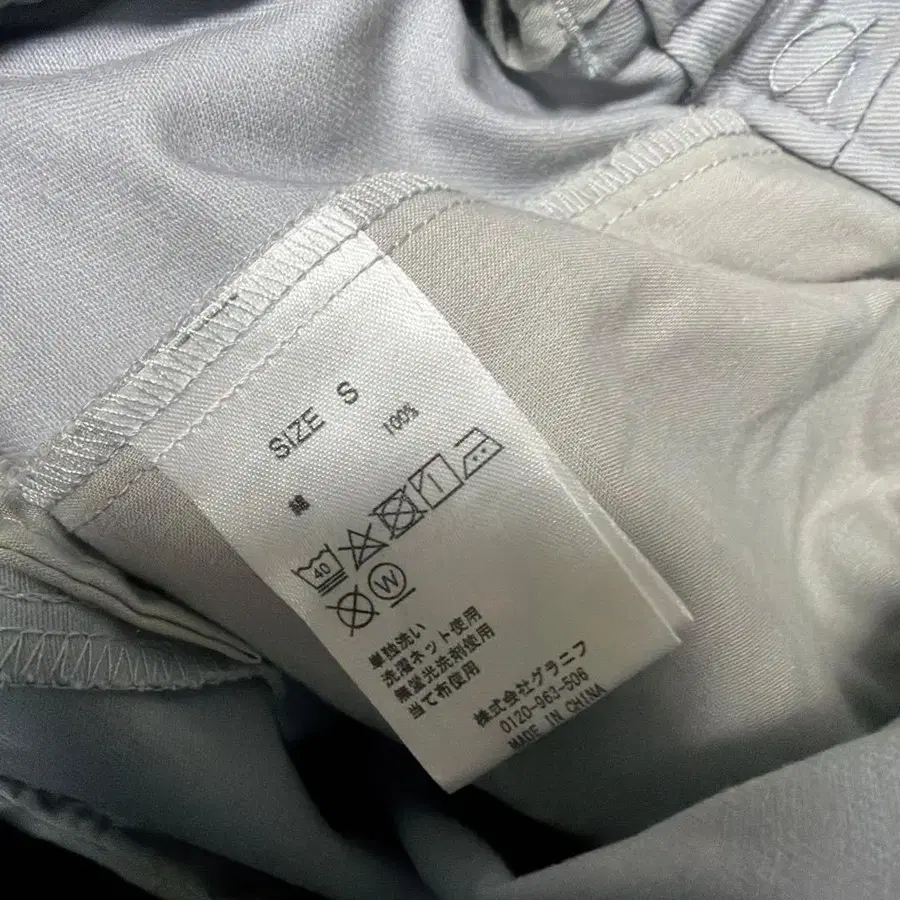 SIZE S
綿 100%
40
W
単独洗い
洗濯ネット使用
無蛍光洗剤使用
当て布使用
株式会社グラニフ
0120-963-506
MADE IN CHINA